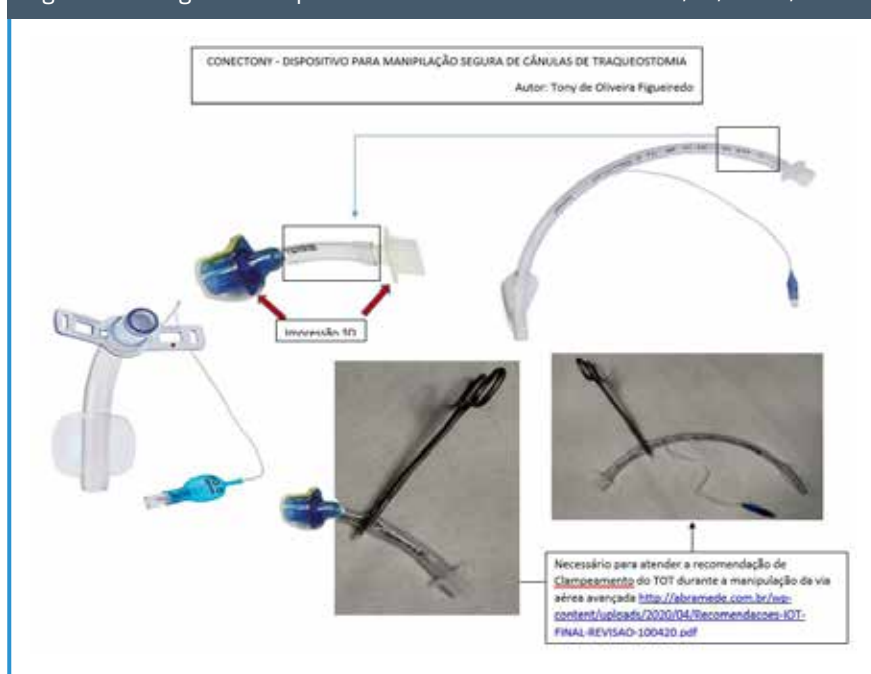 CONECTONY - DISPOSITIVO PARA MANIPILAÇÃO SEGURA DE CÂNULAS DE TRAQUEOSTOMIA
Autor: Tony de Oliveira Figueiredo
Impressão 3D
Necessário para atender a recomendação de
Clampeamento do TOT durante a manipulação da via
aérea avançada http://abramede.com.br/wp-
content/uploads/2020/04/Recomendacoes-IOT-
FINAL-REVISAO-100420.pdf